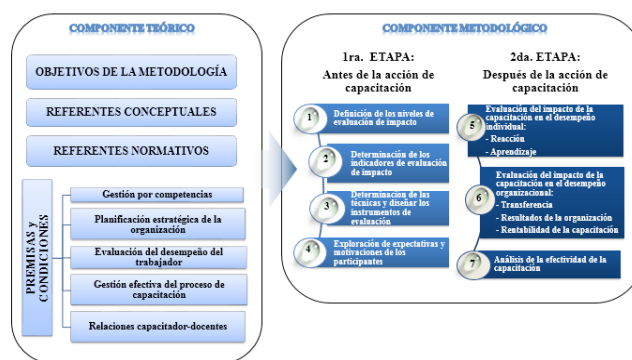 COMPONENTE TEÓRICO
OBJETIVOS DE LA METODOLOGÍA
REFERENTES CONCEPTUALES
REFERENTES NORMATIVOS
PREMISAS y
CONDICIONES
Gestión por competencias
Planificación estratégica de la
organización
Evaluación del desempeño del
trabajador
Gestión efectiva del proceso de
capacitación
Relaciones capacitador-docentes
COMPONENTE METODOLÓGICO
1ra. ETAPA:
Antes de la acción de
capacitación
1
Definición de los niveles de
evaluación de impacto
2
Determinación de los
indicadores de evaluación de
impacto
3
Determinación de las
técnicas y diseñar los
instrumentos de
evaluación
4
Exploración de expectativas y
motivaciones de los
participantes
2da. ETAPA:
Después de la acción de
capacitación
5
Evaluación del impacto de la
capacitación en el desempeño
individual:
- Reacción
- Aprendizaje
6
Evaluación del impacto de la
capacitación en el desempeño
organizacional:
- Transferencia
- Resultados de la organización
- Rentabilidad de la capacitación
7
Análisis de la efectividad de la
capacitación